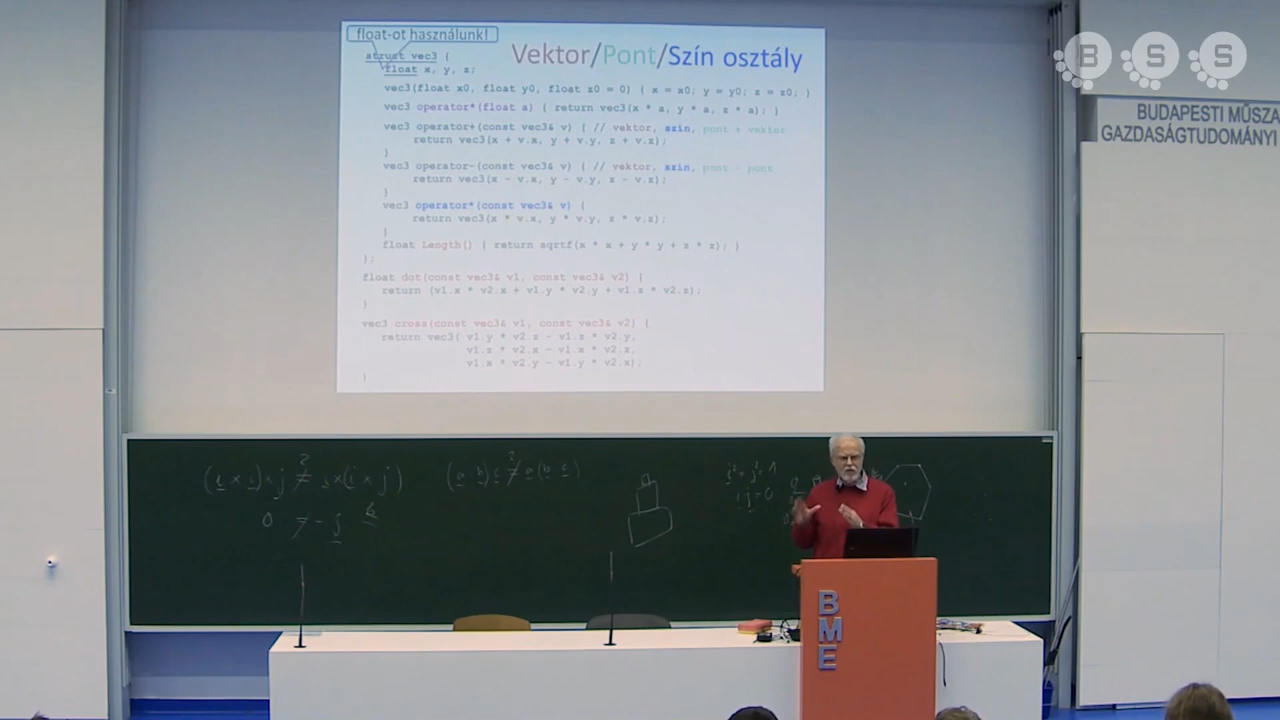 float-ot használunk!
Vektor/Pont/Szín osztály
struct vec3 {
float x, y, z;
vec3(float x0, float y0, float z0 = 0) { x = x0; y = y0; z = z0; }
vec3 operator*(float a) { return vec3(x * a, y * a, z * a); }
vec3 operator+(const vec3& v) { // vektor, szín, pont + vektor
return vec3(x + v.x, y + v.y, z + v.z);
}
vec3 operator-(const vec3& v) { // vektor, szín, pont - pont
return vec3(x - v.x, y - v.y, z - v.z);
}
vec3 operator*(const vec3& v) {
return vec3(x * v.x, y * v.y, z * v.z);
}
float Length() { return sqrtf(x * x + y * y + z * z); }
};
float dot(const vec3& v1, const vec3& v2) {
return (v1.x * v2.x + v1.y * v2.y + v1.z * v2.z);
}
vec3 cross(const vec3& v1, const vec3& v2) {
return vec3( v1.y * v2.z - v1.z * v2.y,
v1.z * v2.x - v1.x * v2.z,
v1.x * v2.y - v1.y * v2.x);
}
BSS
BUDAPESTI MŰSZA
GAZDASÁGTUDOMÁNYI
(i × i) × j ≠ i × (i × j)
0 ≠ - j
BME